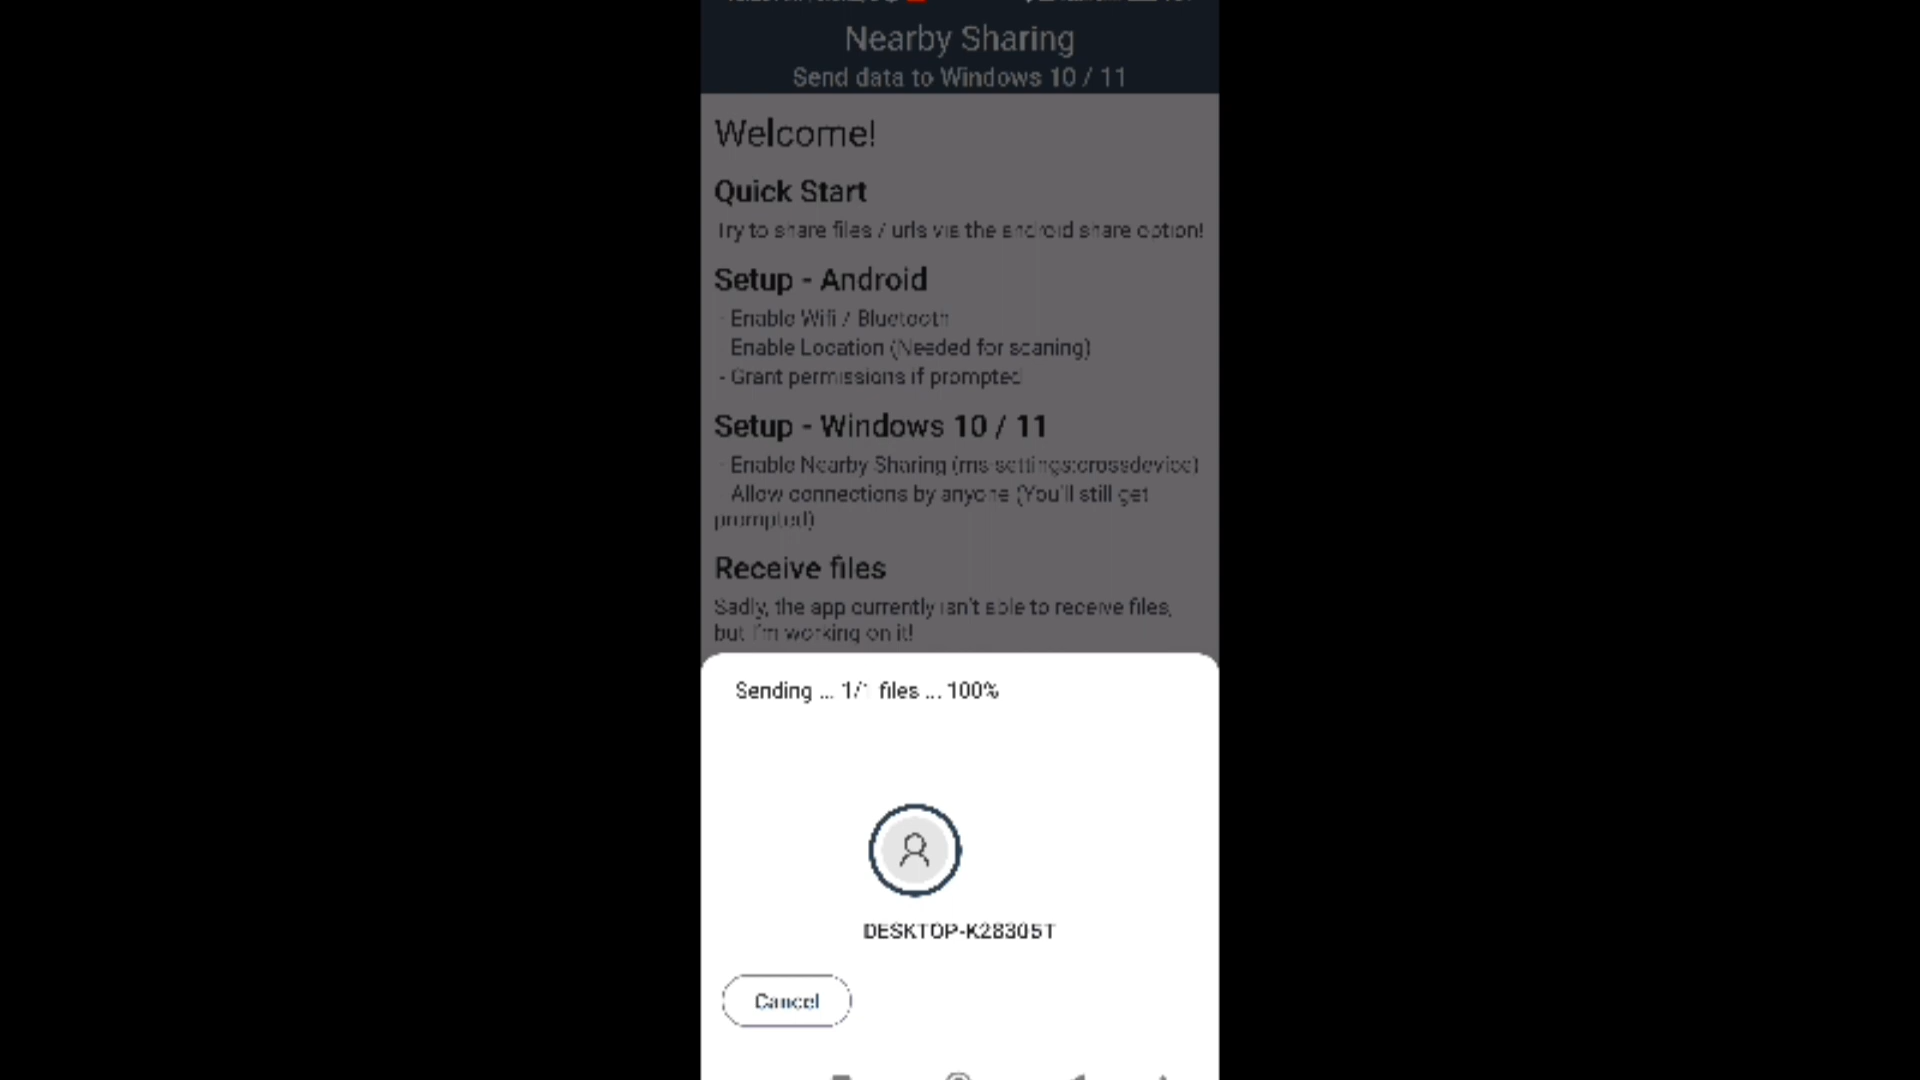 Nearby Sharing
Send data to Windows 10 / 11
Welcome!
Quick Start
Try to share files / urls via the android share option!
Setup - Android
- Enable Wifi / Bluetooth
Enable Location (Needed for scaning)
- Grant permissions if prompted
Setup - Windows 10 / 11
- Enable Nearby Sharing (ms-settings:crossdevice)
Allow connections by anyone (You'll still get
prompted)
Receive files
Sadly, the app currently isn't able to receive files,
but I'm working on it!
Sending ... 1/1 files ... 100%
DESKTOP-K28305T
Cancel